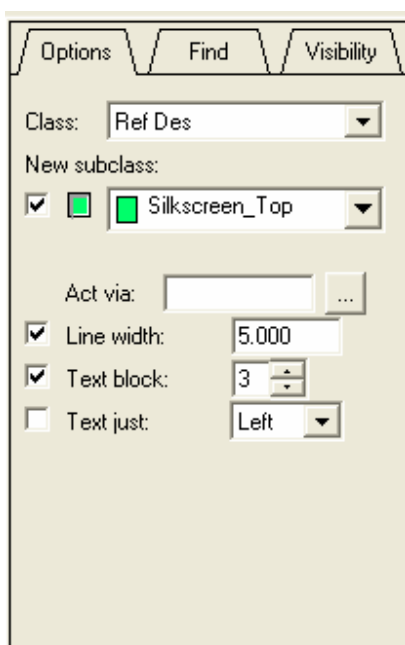 Options Find Visibility
Class: Ref Des
New subclass:
Silkscreen_Top
Act via: ...
Line width: 5.000
Text block: 3
Text just: Left